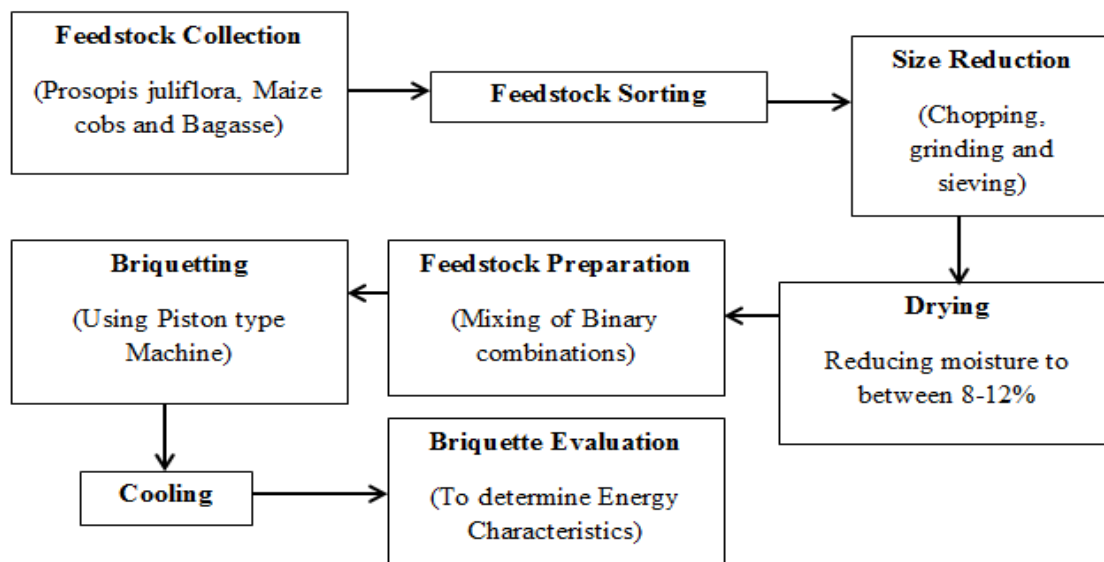 Feedstock Collection
(Prosopis juliflora, Maize
cobs and Bagasse)
Feedstock Sorting
Size Reduction
(Chopping,
grinding and
sieving)
Drying
Reducing moisture to
between 8-12%
Feedstock Preparation
(Mixing of Binary
combinations)
Briquetting
(Using Piston type
Machine)
Cooling
Briquette Evaluation
(To determine Energy
Characteristics)